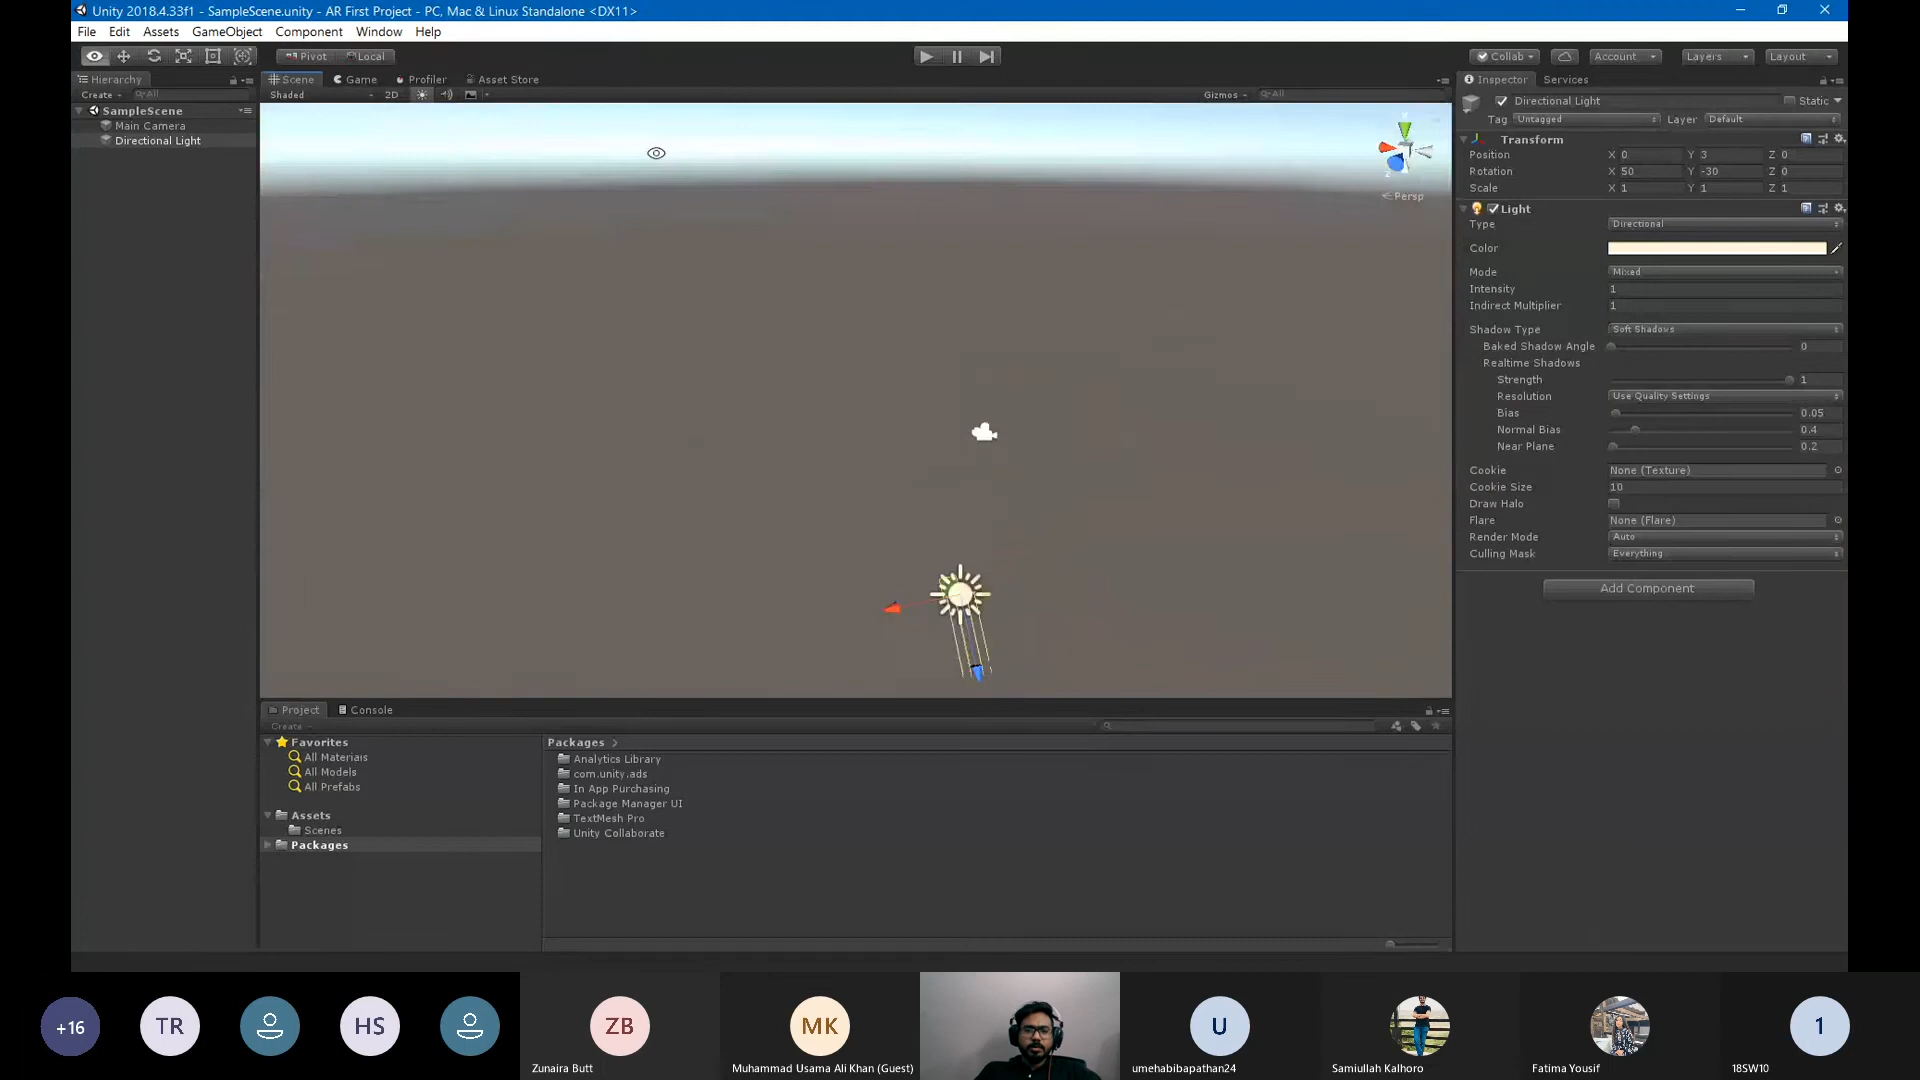 Unity 2018.4.33f1 - SampleScene.unity - AR First Project - PC, Mac & Linux Standalone <DX11>
File Edit Assets GameObject Component Window Help
Pivot Local
Collab Account Layers Layout
Hierarchy
Create All
SampleScene
Main Camera
Directional Light
Scene Game Profiler Asset Store
Shaded 2D Gizmos All
Y
Z
Persp
Inspector Services
Directional Light Static
Tag Untagged Layer Default
Transform
Position X 0 Y 3 Z 0
Rotation X 50 Y -30 Z 0
Scale X 1 Y 1 Z 1
Light
Type Directional
Color
Mode Mixed
Intensity 1
Indirect Multiplier 1
Shadow Type Soft Shadows
Baked Shadow Angle 0
Realtime Shadows
Strength 1
Resolution Use Quality Settings
Bias 0.05
Normal Bias 0.4
Near Plane 0.2
Cookie None (Texture)
Cookie Size 10
Draw Halo
Flare None (Flare)
Render Mode Auto
Culling Mask Everything
Add Component
Project Console
Create
Favorites
All Materials
All Models
All Prefabs
Assets
Scenes
Packages
Packages
Analytics Library
com.unity.ads
In App Purchasing
Package Manager UI
TextMesh Pro
Unity Collaborate
+16 TR HS ZB MK U 1
Zunaira Butt Muhammad Usama Ali Khan (Guest) umehabibapathan24 Samiullah Kalhoro Fatima Yousif 18SW10